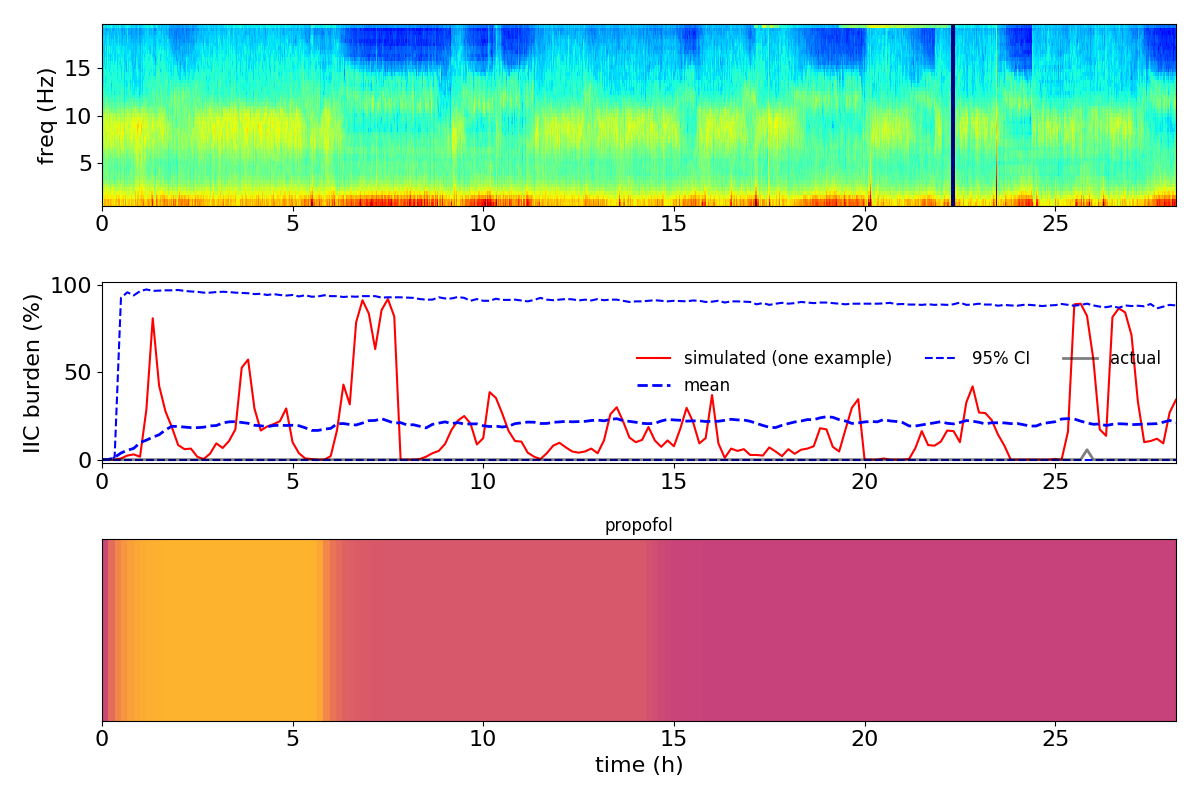 freq (Hz)
15
10
5
0 5 10 15 20 25
IIC burden (%)
100
50
0
simulated (one example) 95% CI actual
mean
0 5 10 15 20 25
propofol
0 5 10 15 20 25
time (h)